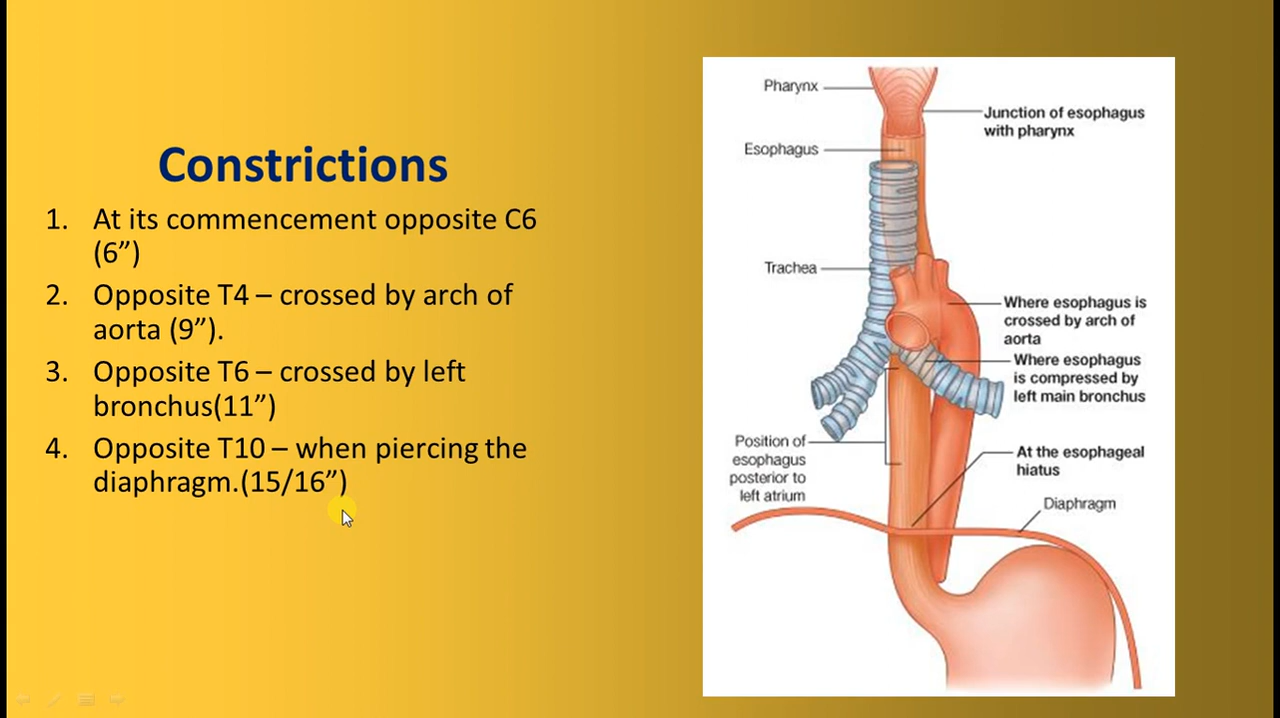 Constrictions
1. At its commencement opposite C6
(6”)
2. Opposite T4 – crossed by arch of
aorta (9”).
3. Opposite T6 – crossed by left
bronchus(11”)
4. Opposite T10 – when piercing the
diaphragm.(15/16”)
Pharynx
Junction of esophagus
with pharynx
Esophagus
Trachea
Where esophagus is
crossed by arch of
aorta
Where esophagus
is compressed by
left main bronchus
Position of
esophagus
posterior to
left atrium
At the esophageal
hiatus
Diaphragm